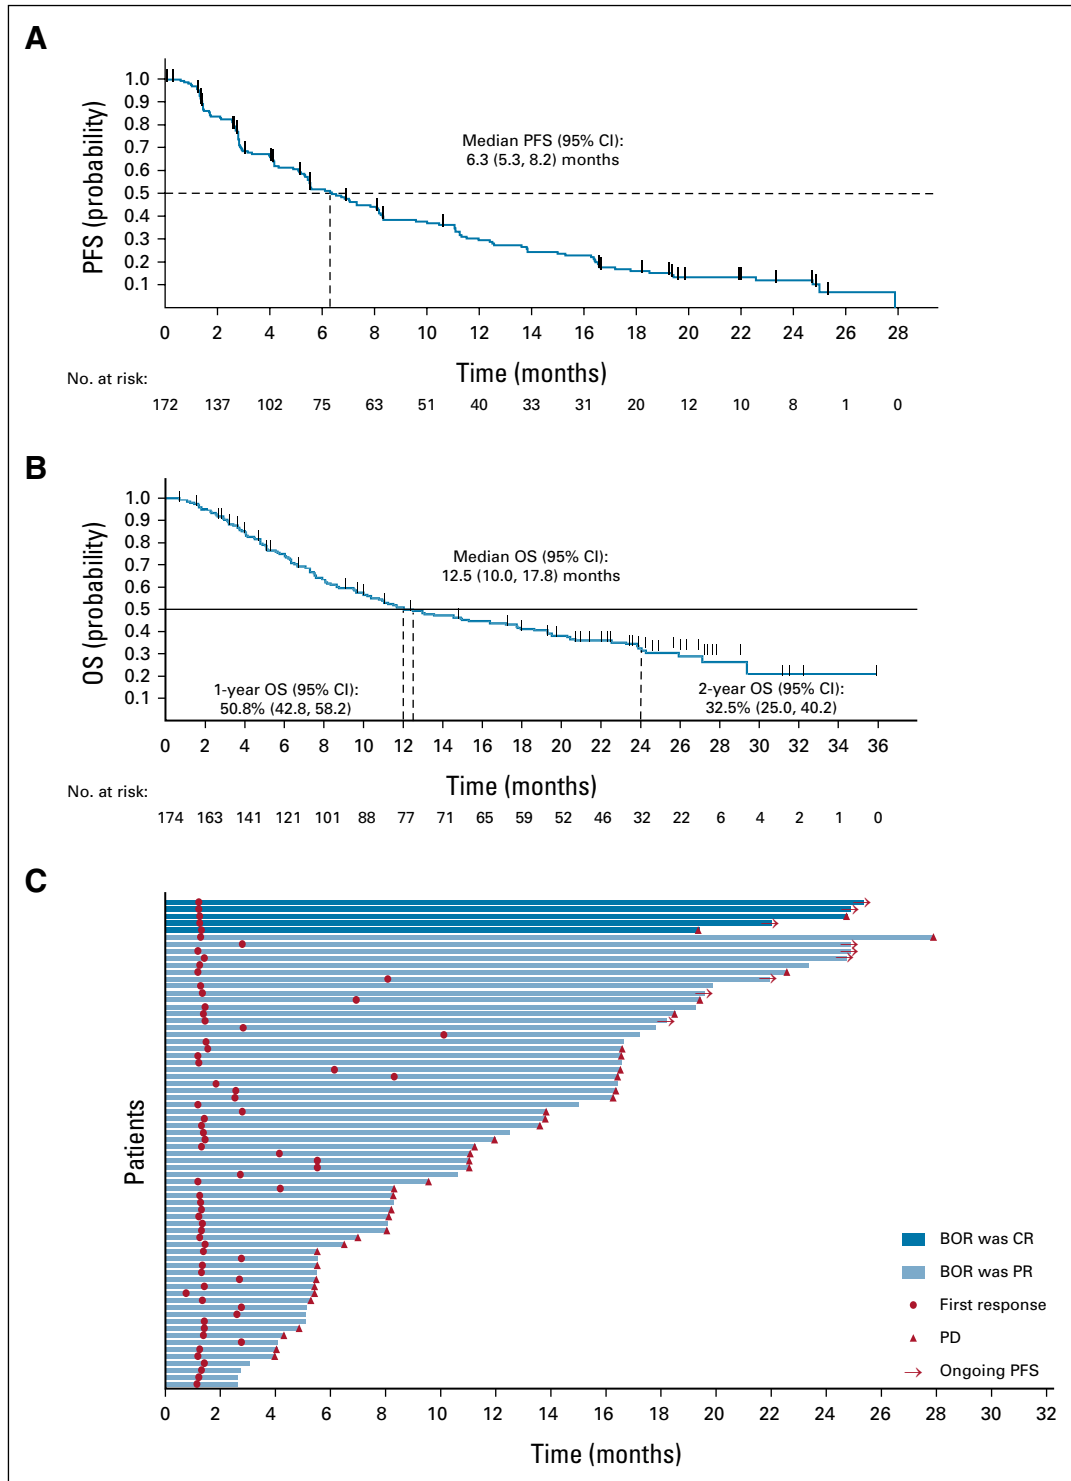 A
PFS (probability)
1.0
0.9
0.8
0.7
0.6
0.5
0.4
0.3
0.2
0.1
Median PFS (95% CI):
6.3 (5.3, 8.2) months
0 2 4 6 8 10 12 14 16 18 20 22 24 26 28
Time (months)
No. at risk:
172 137 102 75 63 51 40 33 31 20 12 10 8 1 0
B
OS (probability)
1.0
0.9
0.8
0.7
0.6
0.5
0.4
0.3
0.2
0.1
Median OS (95% CI):
12.5 (10.0, 17.8) months
1-year OS (95% CI):
50.8% (42.8, 58.2)
2-year OS (95% CI):
32.5% (25.0, 40.2)
0 2 4 6 8 10 12 14 16 18 20 22 24 26 28 30 32 34 36
Time (months)
No. at risk:
174 163 141 121 101 88 77 71 65 59 52 46 32 22 6 4 2 1 0
C
Patients
BOR was CR
BOR was PR
First response
PD
Ongoing PFS
0 2 4 6 8 10 12 14 16 18 20 22 24 26 28 30 32
Time (months)